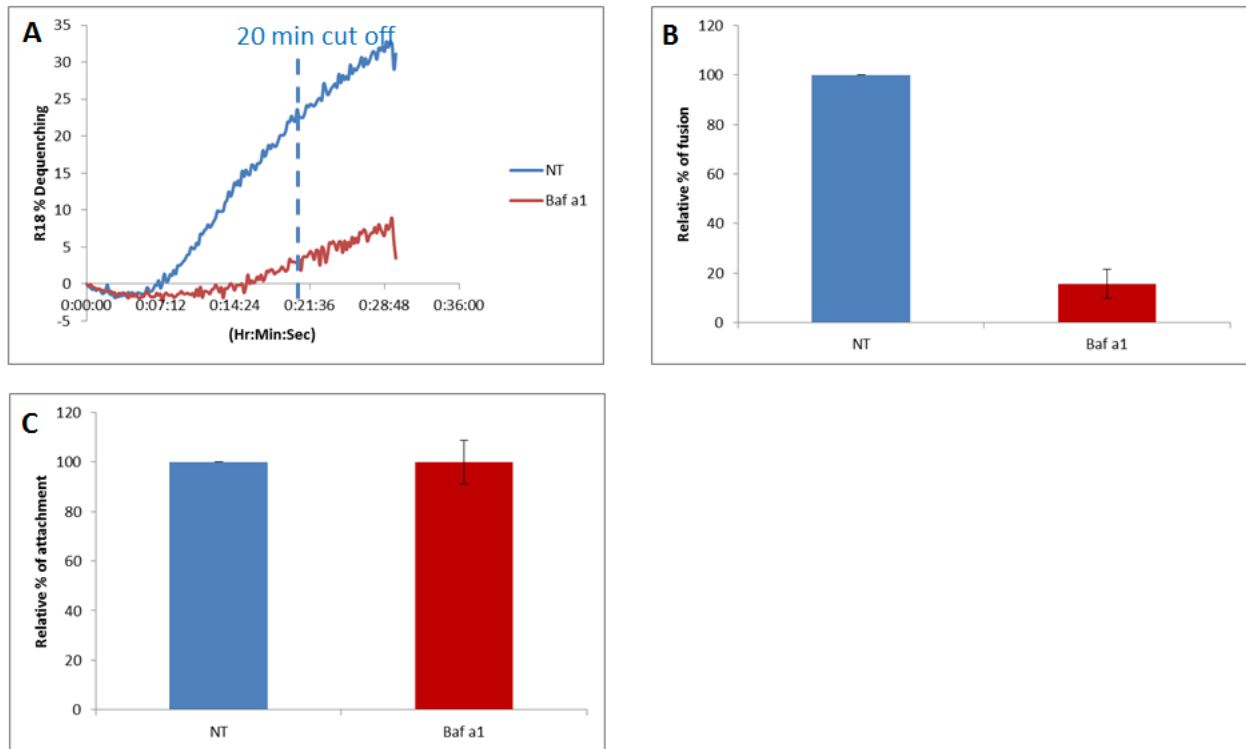 A
20 min cut off
R18 % Dequenching
35
30
25
20
15
10
5
0
-5
0:00:00
0:07:12
0:14:24
0:21:36
0:28:48
0:36:00
(Hr:Min:Sec)
NT
Baf a1
B
Relative % of fusion
120
100
80
60
40
20
0
NT
Baf a1
C
Relative % of attachment
120
100
80
60
40
20
0
NT
Baf a1